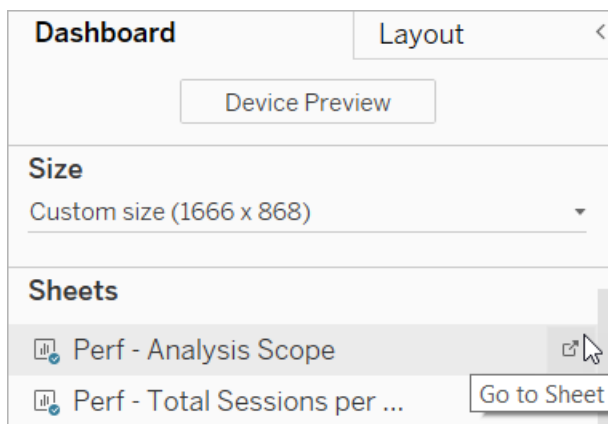 Dashboard
Layout
Device Preview
Size
Custom size (1666 x 868)
Sheets
Perf - Analysis Scope
Perf - Total Sessions per ...
Go to Sheet